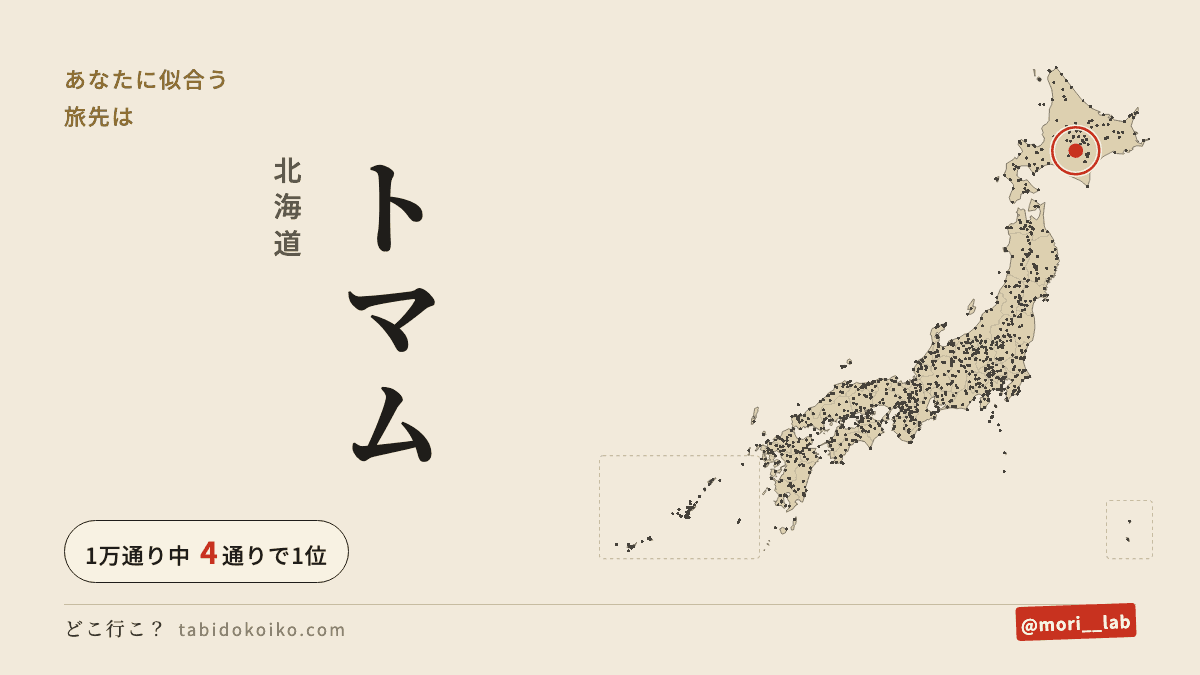 あなたに似合う
旅先は
トマム
北海道
1万通り中 4通りで1位
どこ行こ？ tabidokoiko.com
@mori__lab